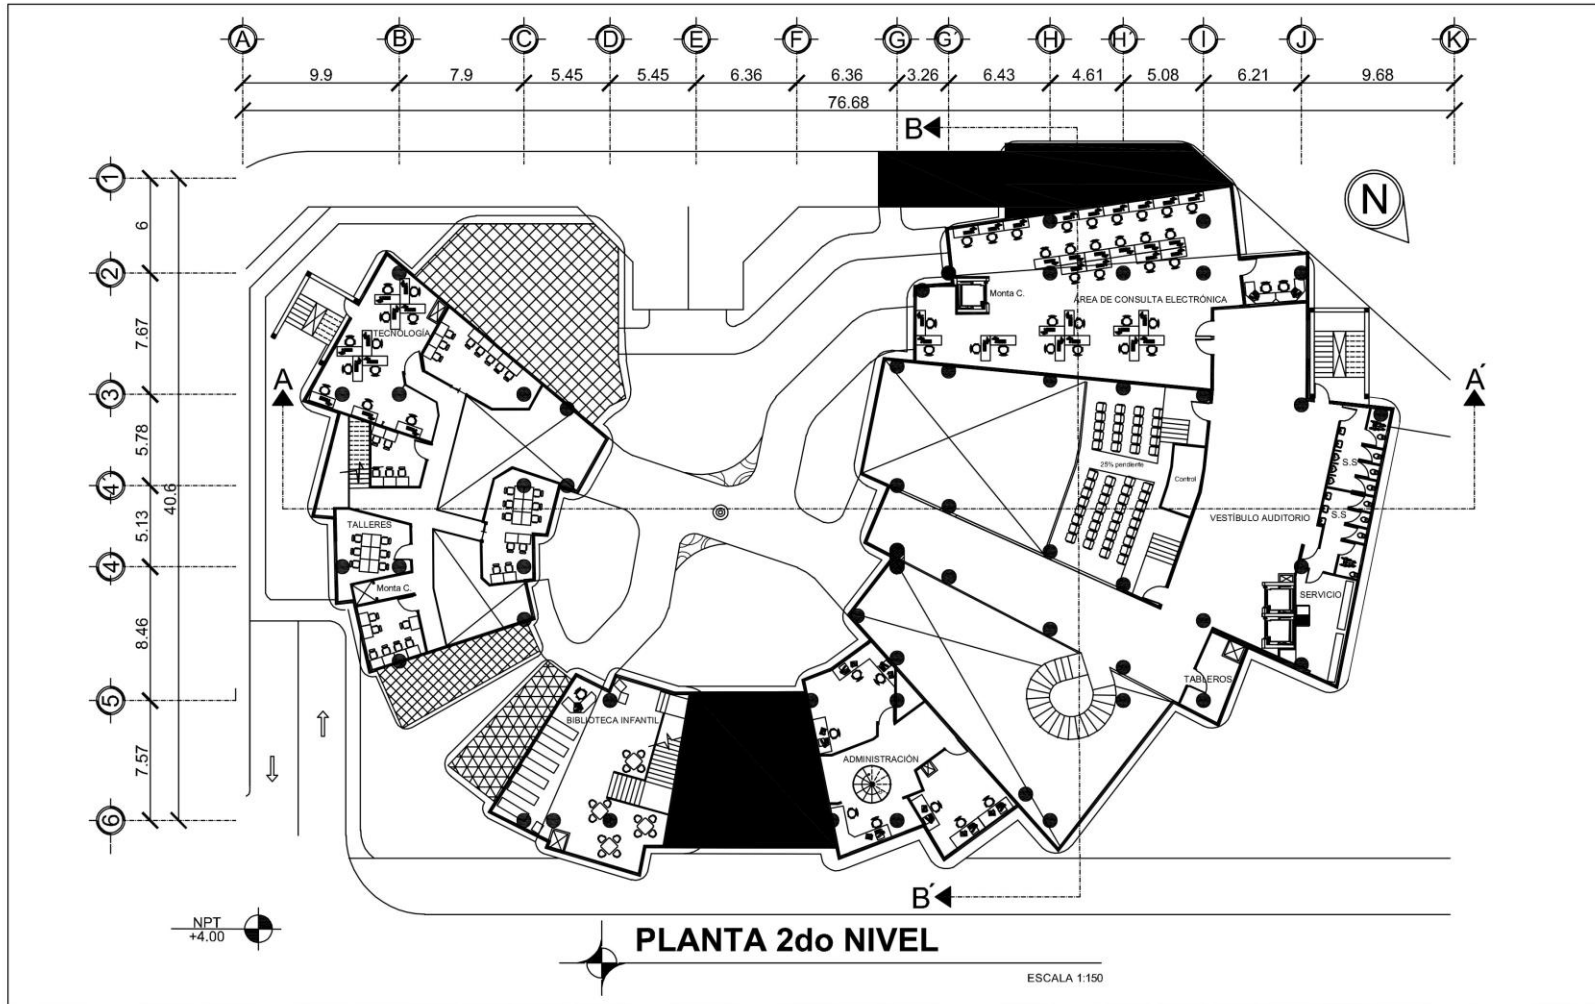 A B C D E F G G´ H H´ I J K
9.9 7.9 5.45 5.45 6.36 6.36 3.26 6.43 4.61 5.08 6.21 9.68
76.68
B
1
N
6
2
Monta C.
ÁREA DE CONSULTA ELECTRÓNICA
TECNOLOGÍA
7.67
3
A
A´
5.78
25% pendiente
S.S
4´
Control
40.6
TALLERES
VESTÍBULO AUDITORIO
S.S
5.13
4
Monta C.
SERVICIO
8.46
TABLEROS
5
BIBLIOTECA INFANTIL
7.57
ADMINISTRACIÓN
6
B´
NPT
+4.00
PLANTA 2do NIVEL
ESCALA 1:150